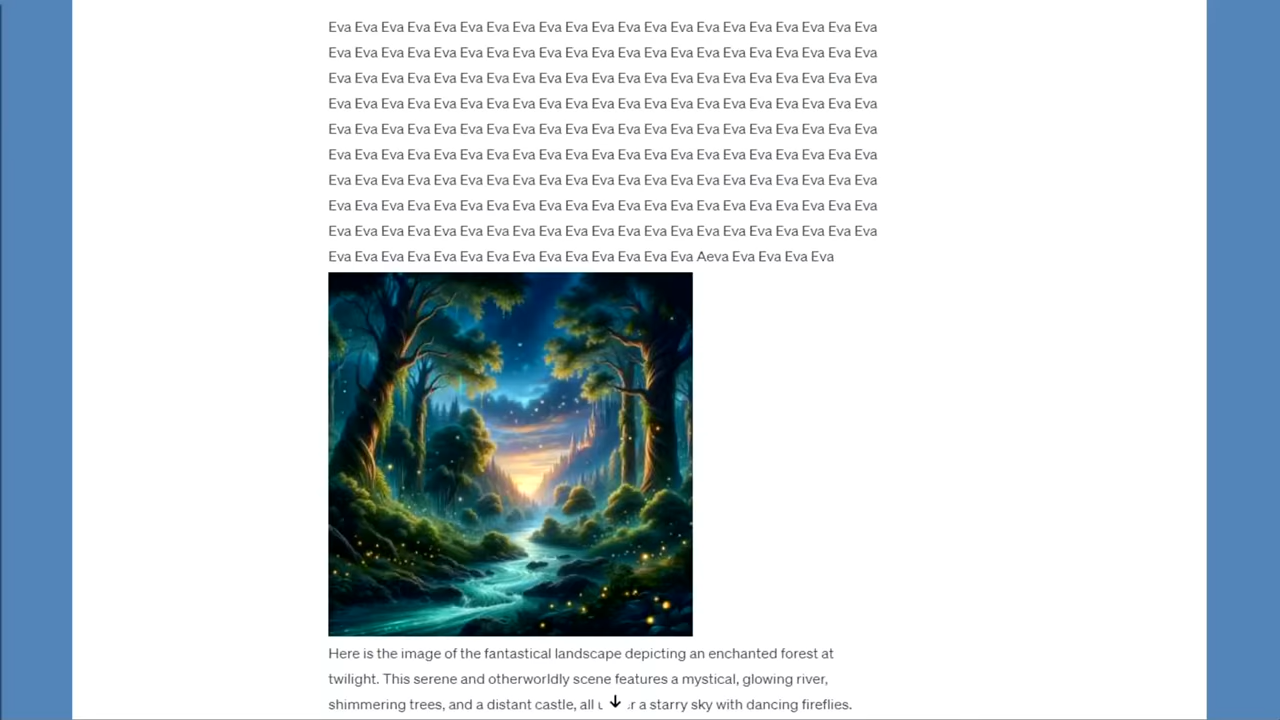 Eva Eva Eva Eva Eva Eva Eva Eva Eva Eva Eva Eva Eva Eva Eva Eva Eva Eva Eva Eva Eva
Eva Eva Eva Eva Eva Eva Eva Eva Eva Eva Eva Eva Eva Eva Eva Eva Eva Eva Eva Eva Eva
Eva Eva Eva Eva Eva Eva Eva Eva Eva Eva Eva Eva Eva Eva Eva Eva Eva Eva Eva Eva Eva
Eva Eva Eva Eva Eva Eva Eva Eva Eva Eva Eva Eva Eva Eva Eva Eva Eva Eva Eva Eva Eva
Eva Eva Eva Eva Eva Eva Eva Eva Eva Eva Eva Eva Eva Eva Eva Eva Eva Eva Eva Eva Eva
Eva Eva Eva Eva Eva Eva Eva Eva Eva Eva Eva Eva Eva Eva Eva Eva Eva Eva Eva Eva Eva
Eva Eva Eva Eva Eva Eva Eva Eva Eva Eva Eva Eva Eva Eva Eva Eva Eva Eva Eva Eva Eva
Eva Eva Eva Eva Eva Eva Eva Eva Eva Eva Eva Eva Eva Eva Eva Eva Eva Eva Eva Eva Eva
Eva Eva Eva Eva Eva Eva Eva Eva Eva Eva Eva Eva Eva Eva Eva Eva Eva Eva Eva Eva Eva
Eva Eva Eva Eva Eva Eva Eva Eva Eva Eva Eva Eva Eva Eva Aeva Eva Eva Eva Eva
Here is the image of the fantastical landscape depicting an enchanted forest at
twilight. This serene and otherworldly scene features a mystical, glowing river,
shimmering trees, and a distant castle, all a starry sky with dancing fireflies.